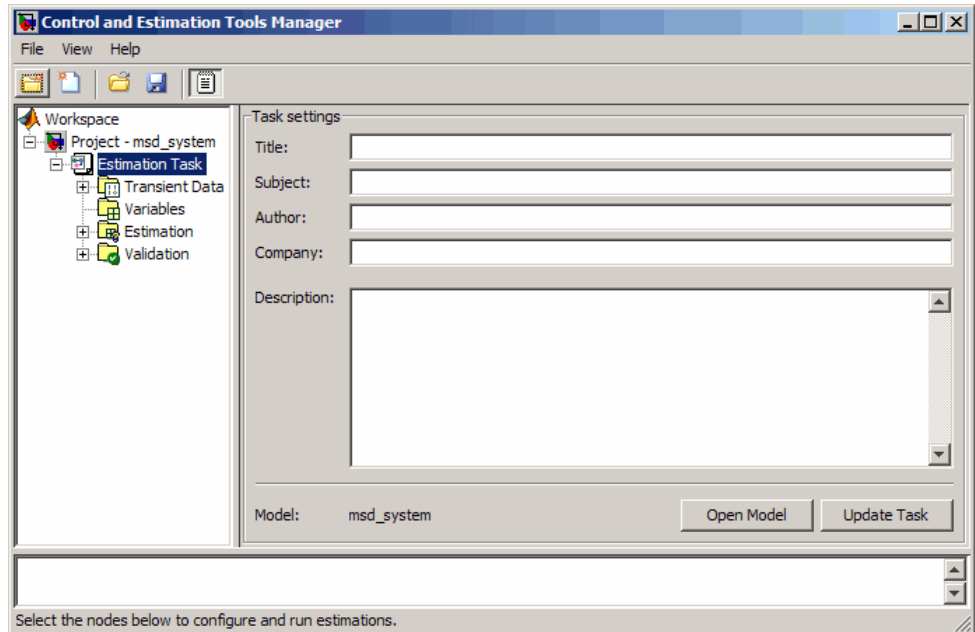 Control and Estimation Tools Manager
File View Help
Workspace
Project - msd_system
Estimation Task
Transient Data
Variables
Estimation
Validation
Task settings
Title:
Subject:
Author:
Company:
Description:
Model: msd_system
Open Model Update Task
Select the nodes below to configure and run estimations.